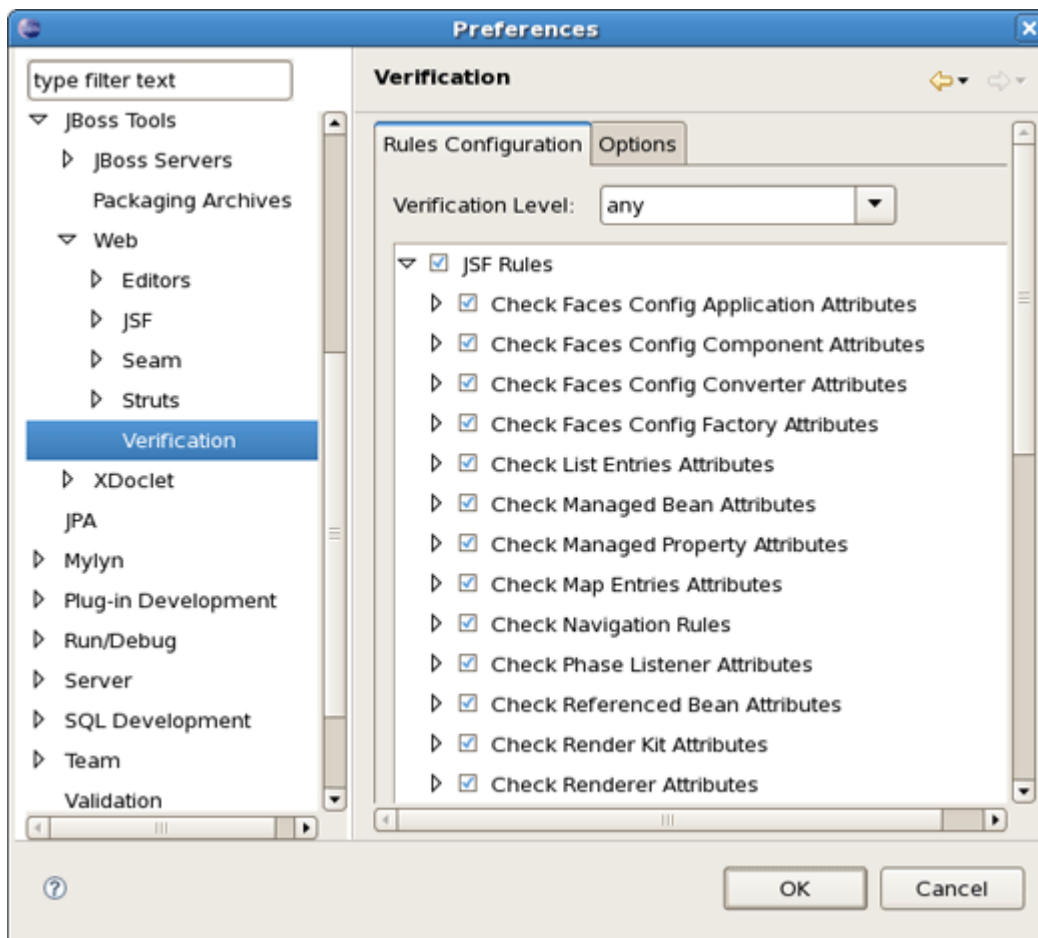 Preferences
type filter text
JBoss Tools
JBoss Servers
Packaging Archives
Web
Editors
JSF
Seam
Struts
Verification
XDoclet
JPA
Mylyn
Plug-in Development
Run/Debug
Server
SQL Development
Team
Validation
Verification
Rules Configuration
Options
Verification Level:
any
JSF Rules
Check Faces Config Application Attributes
Check Faces Config Component Attributes
Check Faces Config Converter Attributes
Check Faces Config Factory Attributes
Check List Entries Attributes
Check Managed Bean Attributes
Check Managed Property Attributes
Check Map Entries Attributes
Check Navigation Rules
Check Phase Listener Attributes
Check Referenced Bean Attributes
Check Render Kit Attributes
Check Renderer Attributes
?
OK
Cancel